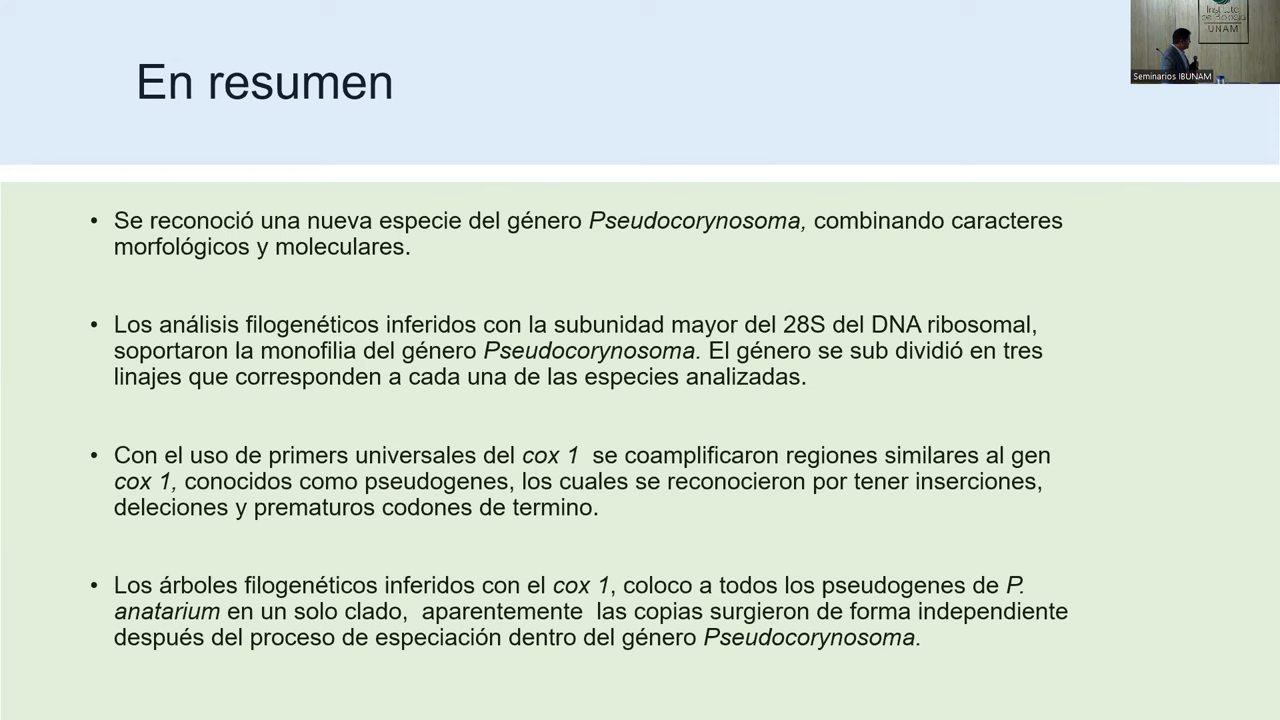 En resumen
Instituto
de Biología
UNAM
Seminarios IBUNAM
• Se reconoció una nueva especie del género Pseudocorynosoma, combinando caracteres
morfológicos y moleculares.
• Los análisis filogenéticos inferidos con la subunidad mayor del 28S del DNA ribosomal,
soportaron la monofilia del género Pseudocorynosoma. El género se sub dividió en tres
linajes que corresponden a cada una de las especies analizadas.
• Con el uso de primers universales del cox 1 se coamplificaron regiones similares al gen
cox 1, conocidos como pseudogenes, los cuales se reconocieron por tener inserciones,
deleciones y prematuros codones de termino.
• Los árboles filogenéticos inferidos con el cox 1, coloco a todos los pseudogenes de P.
anatarium en un solo clado, aparentemente las copias surgieron de forma independiente
después del proceso de especiación dentro del género Pseudocorynosoma.